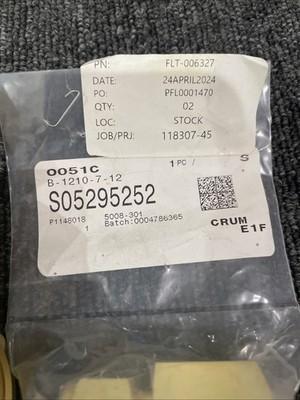 PN: FLT-006327
DATE: 24APRIL2024
PO: PFL0001470
QTY: 02
LOC: STOCK
JOB/PRJ: 118307-45
0051C 1 PC / S
B-1210-7-12
S05295252
P1148018 5008-301
1 Batch:0004786365
CRUM
E1F